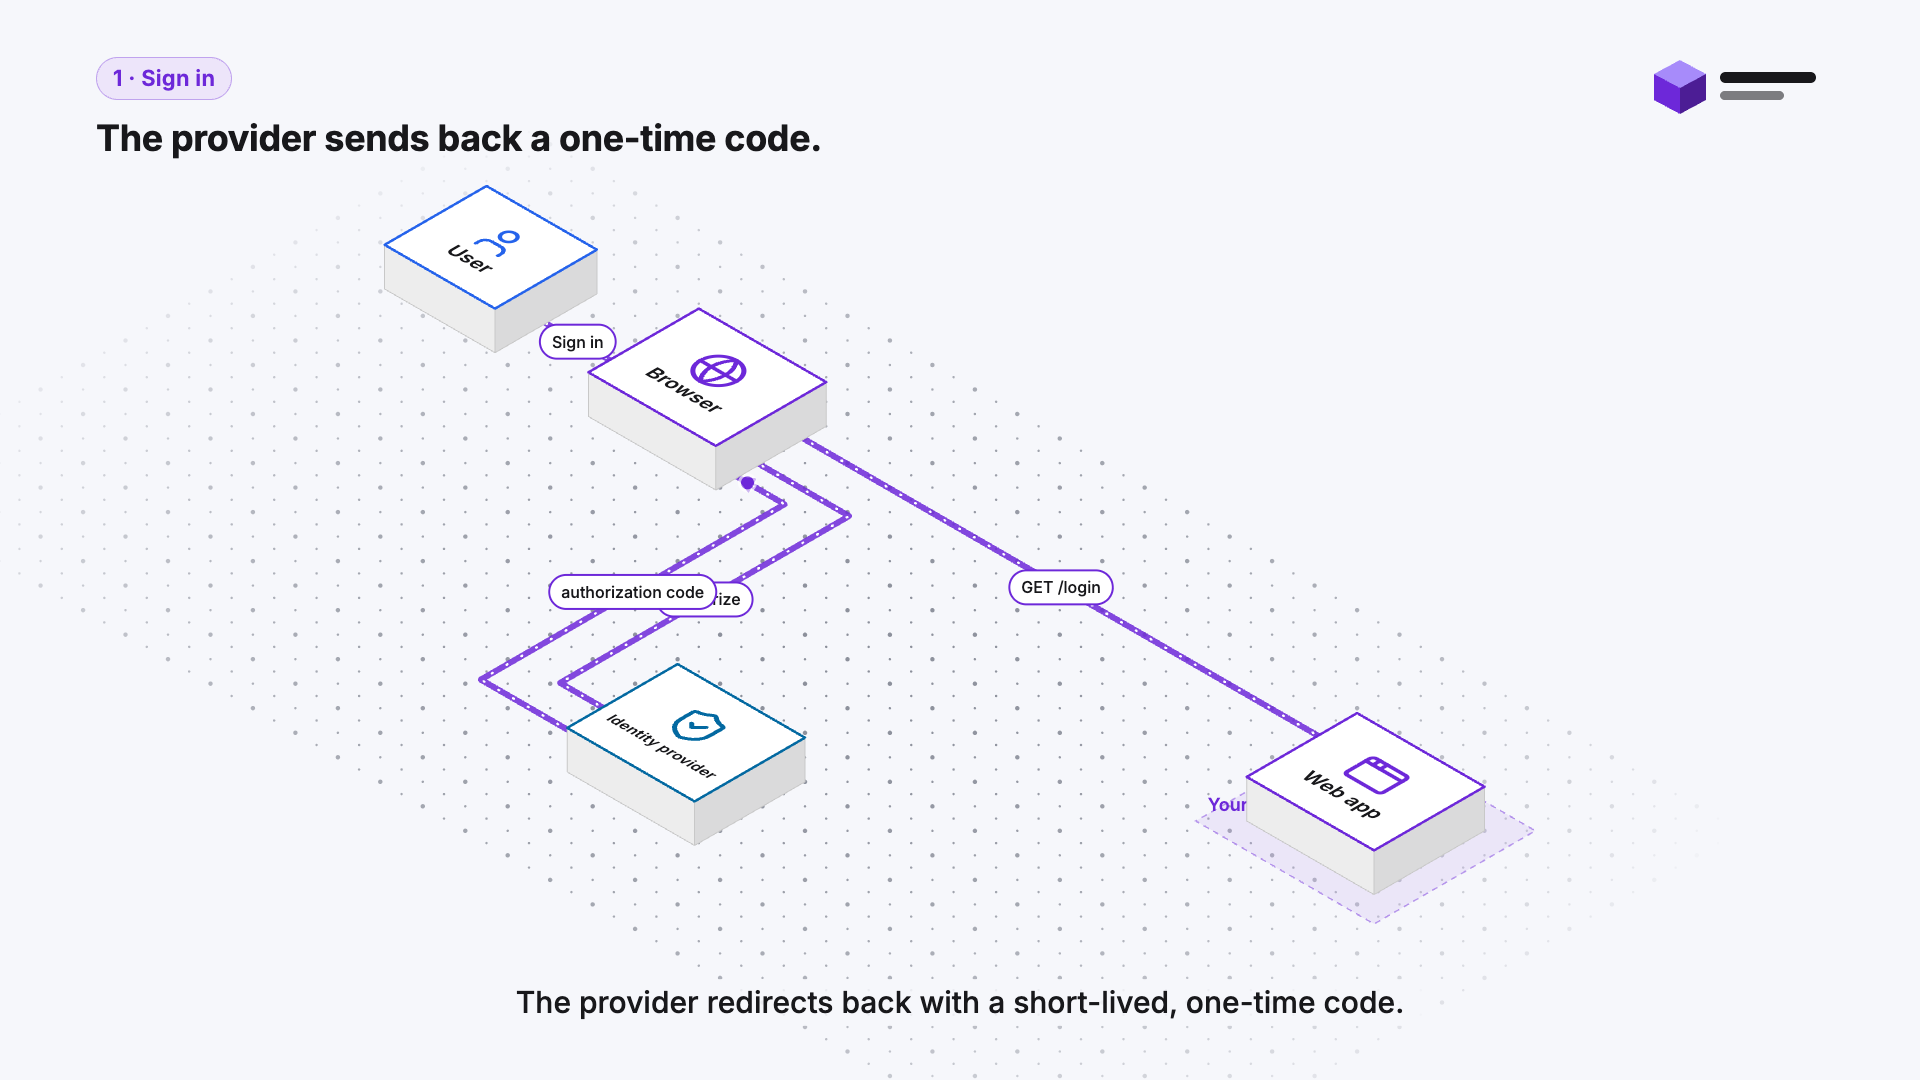 1 · Sign in
The provider sends back a one-time code.
User
Sign in
Browser
authorization code
GET /login
Identity provider
Your
Web app
The provider redirects back with a short-lived, one-time code.